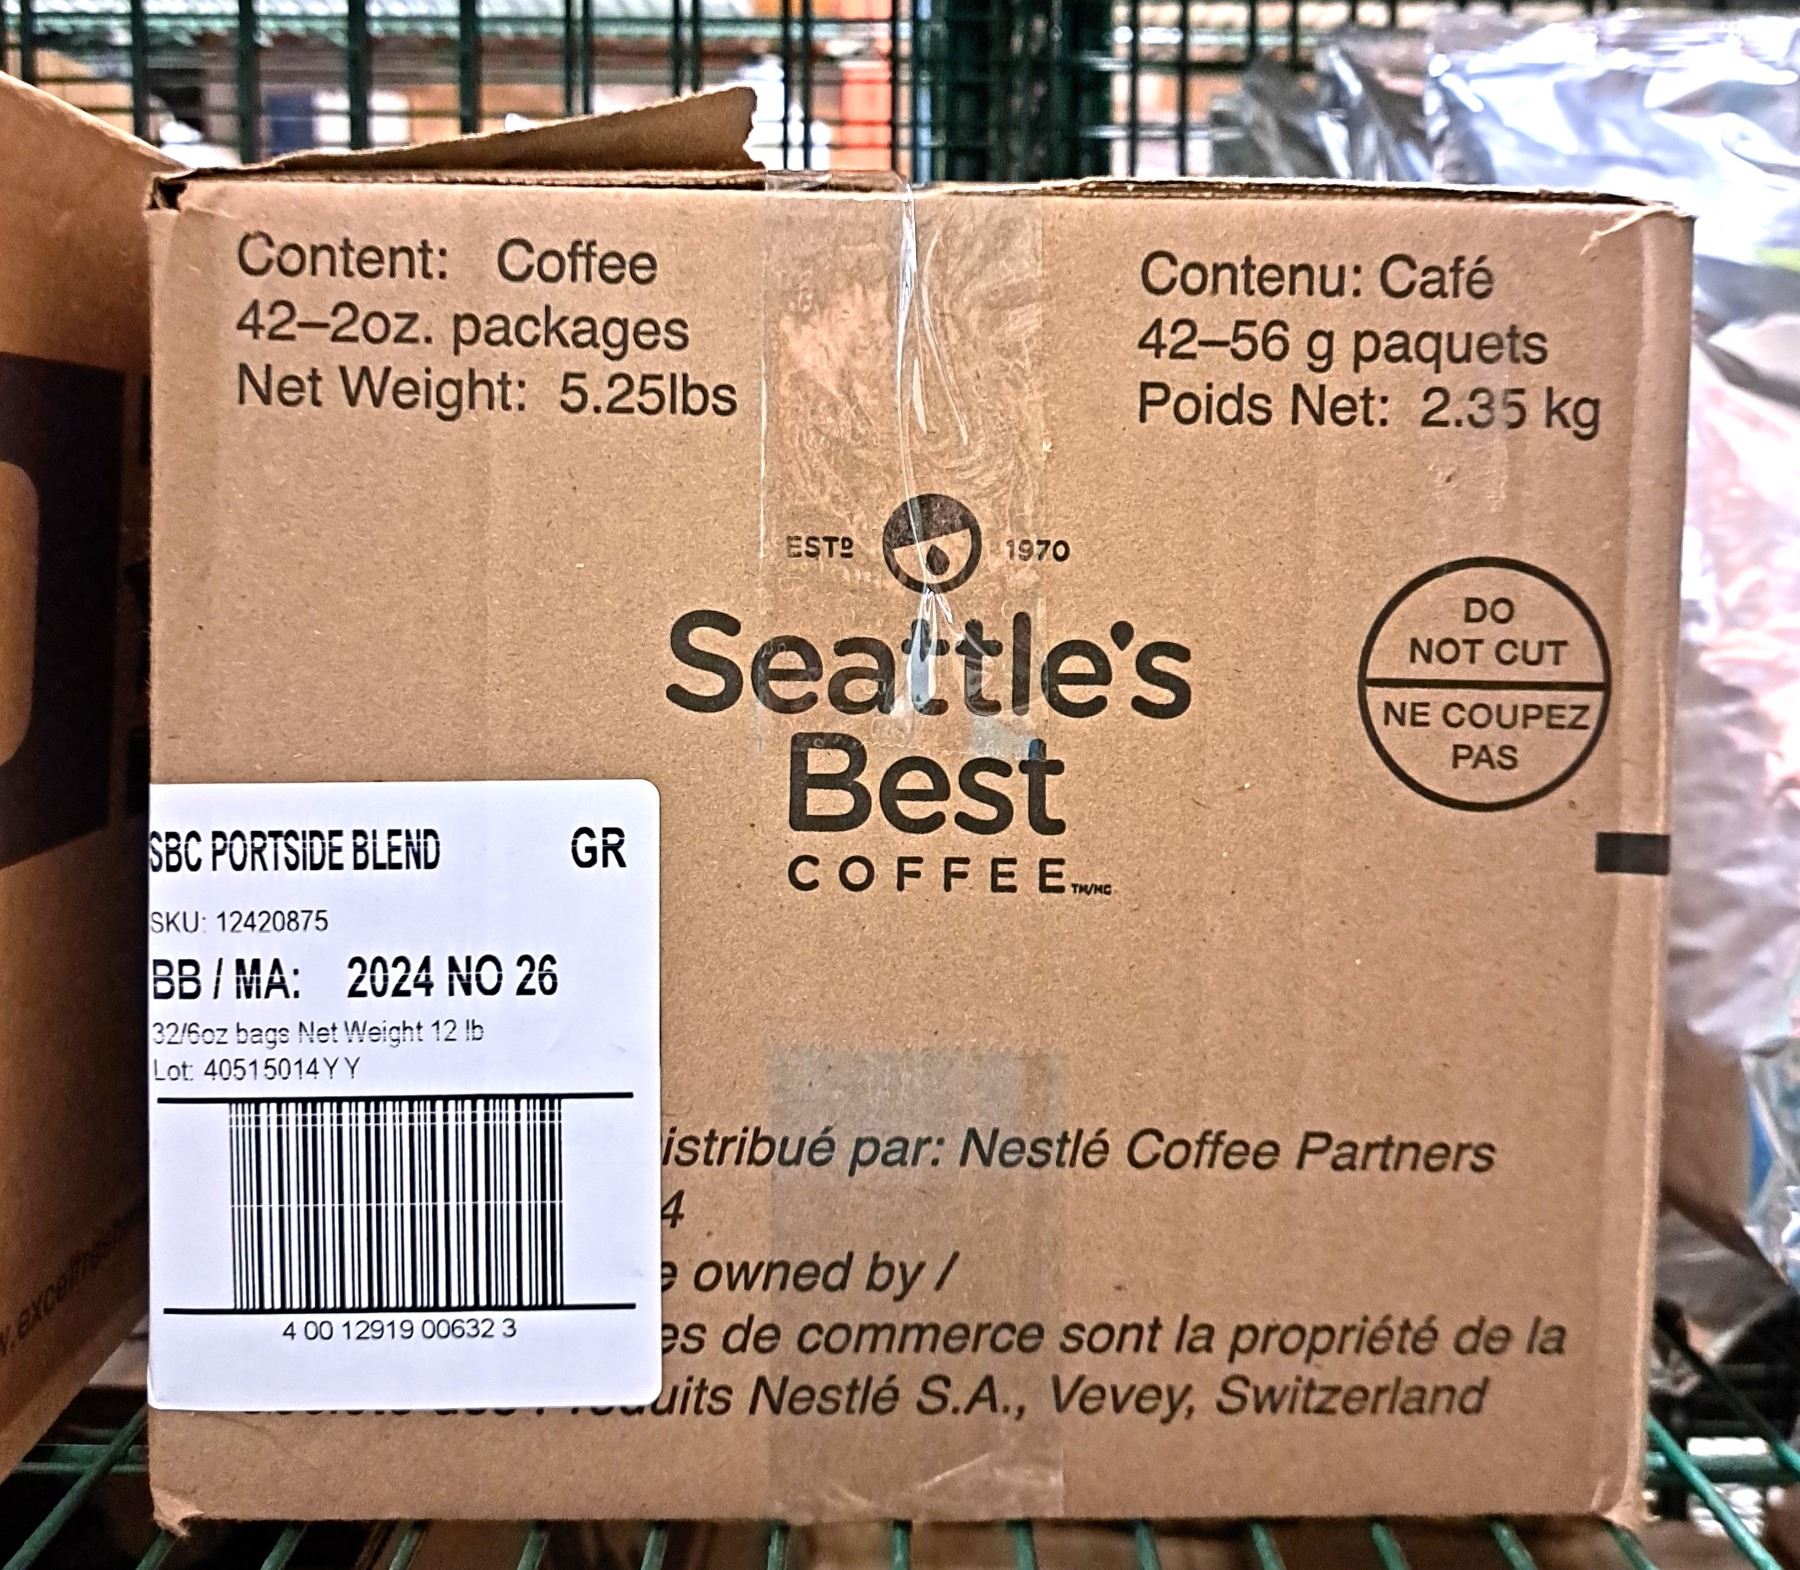 Content: Coffee
42–2oz. packages
Net Weight: 5.25lbs
Contenu: Café
42–56 g paquets
Poids Net: 2.35 kg
ESTD 1970
Seattle's
Best
COFFEE TM/MC
DO
NOT CUT
NE COUPEZ
PAS
SBC PORTSIDE BLEND GR
SKU: 12420875
BB / MA: 2024 NO 26
32/6oz bags Net Weight 12 lb
Lot: 40515014YY
4 00 12919 00632 3
istribué par: Nestlé Coffee Partners
4
e owned by /
es de commerce sont la propriété de la
uits Nestlé S.A., Vevey, Switzerland